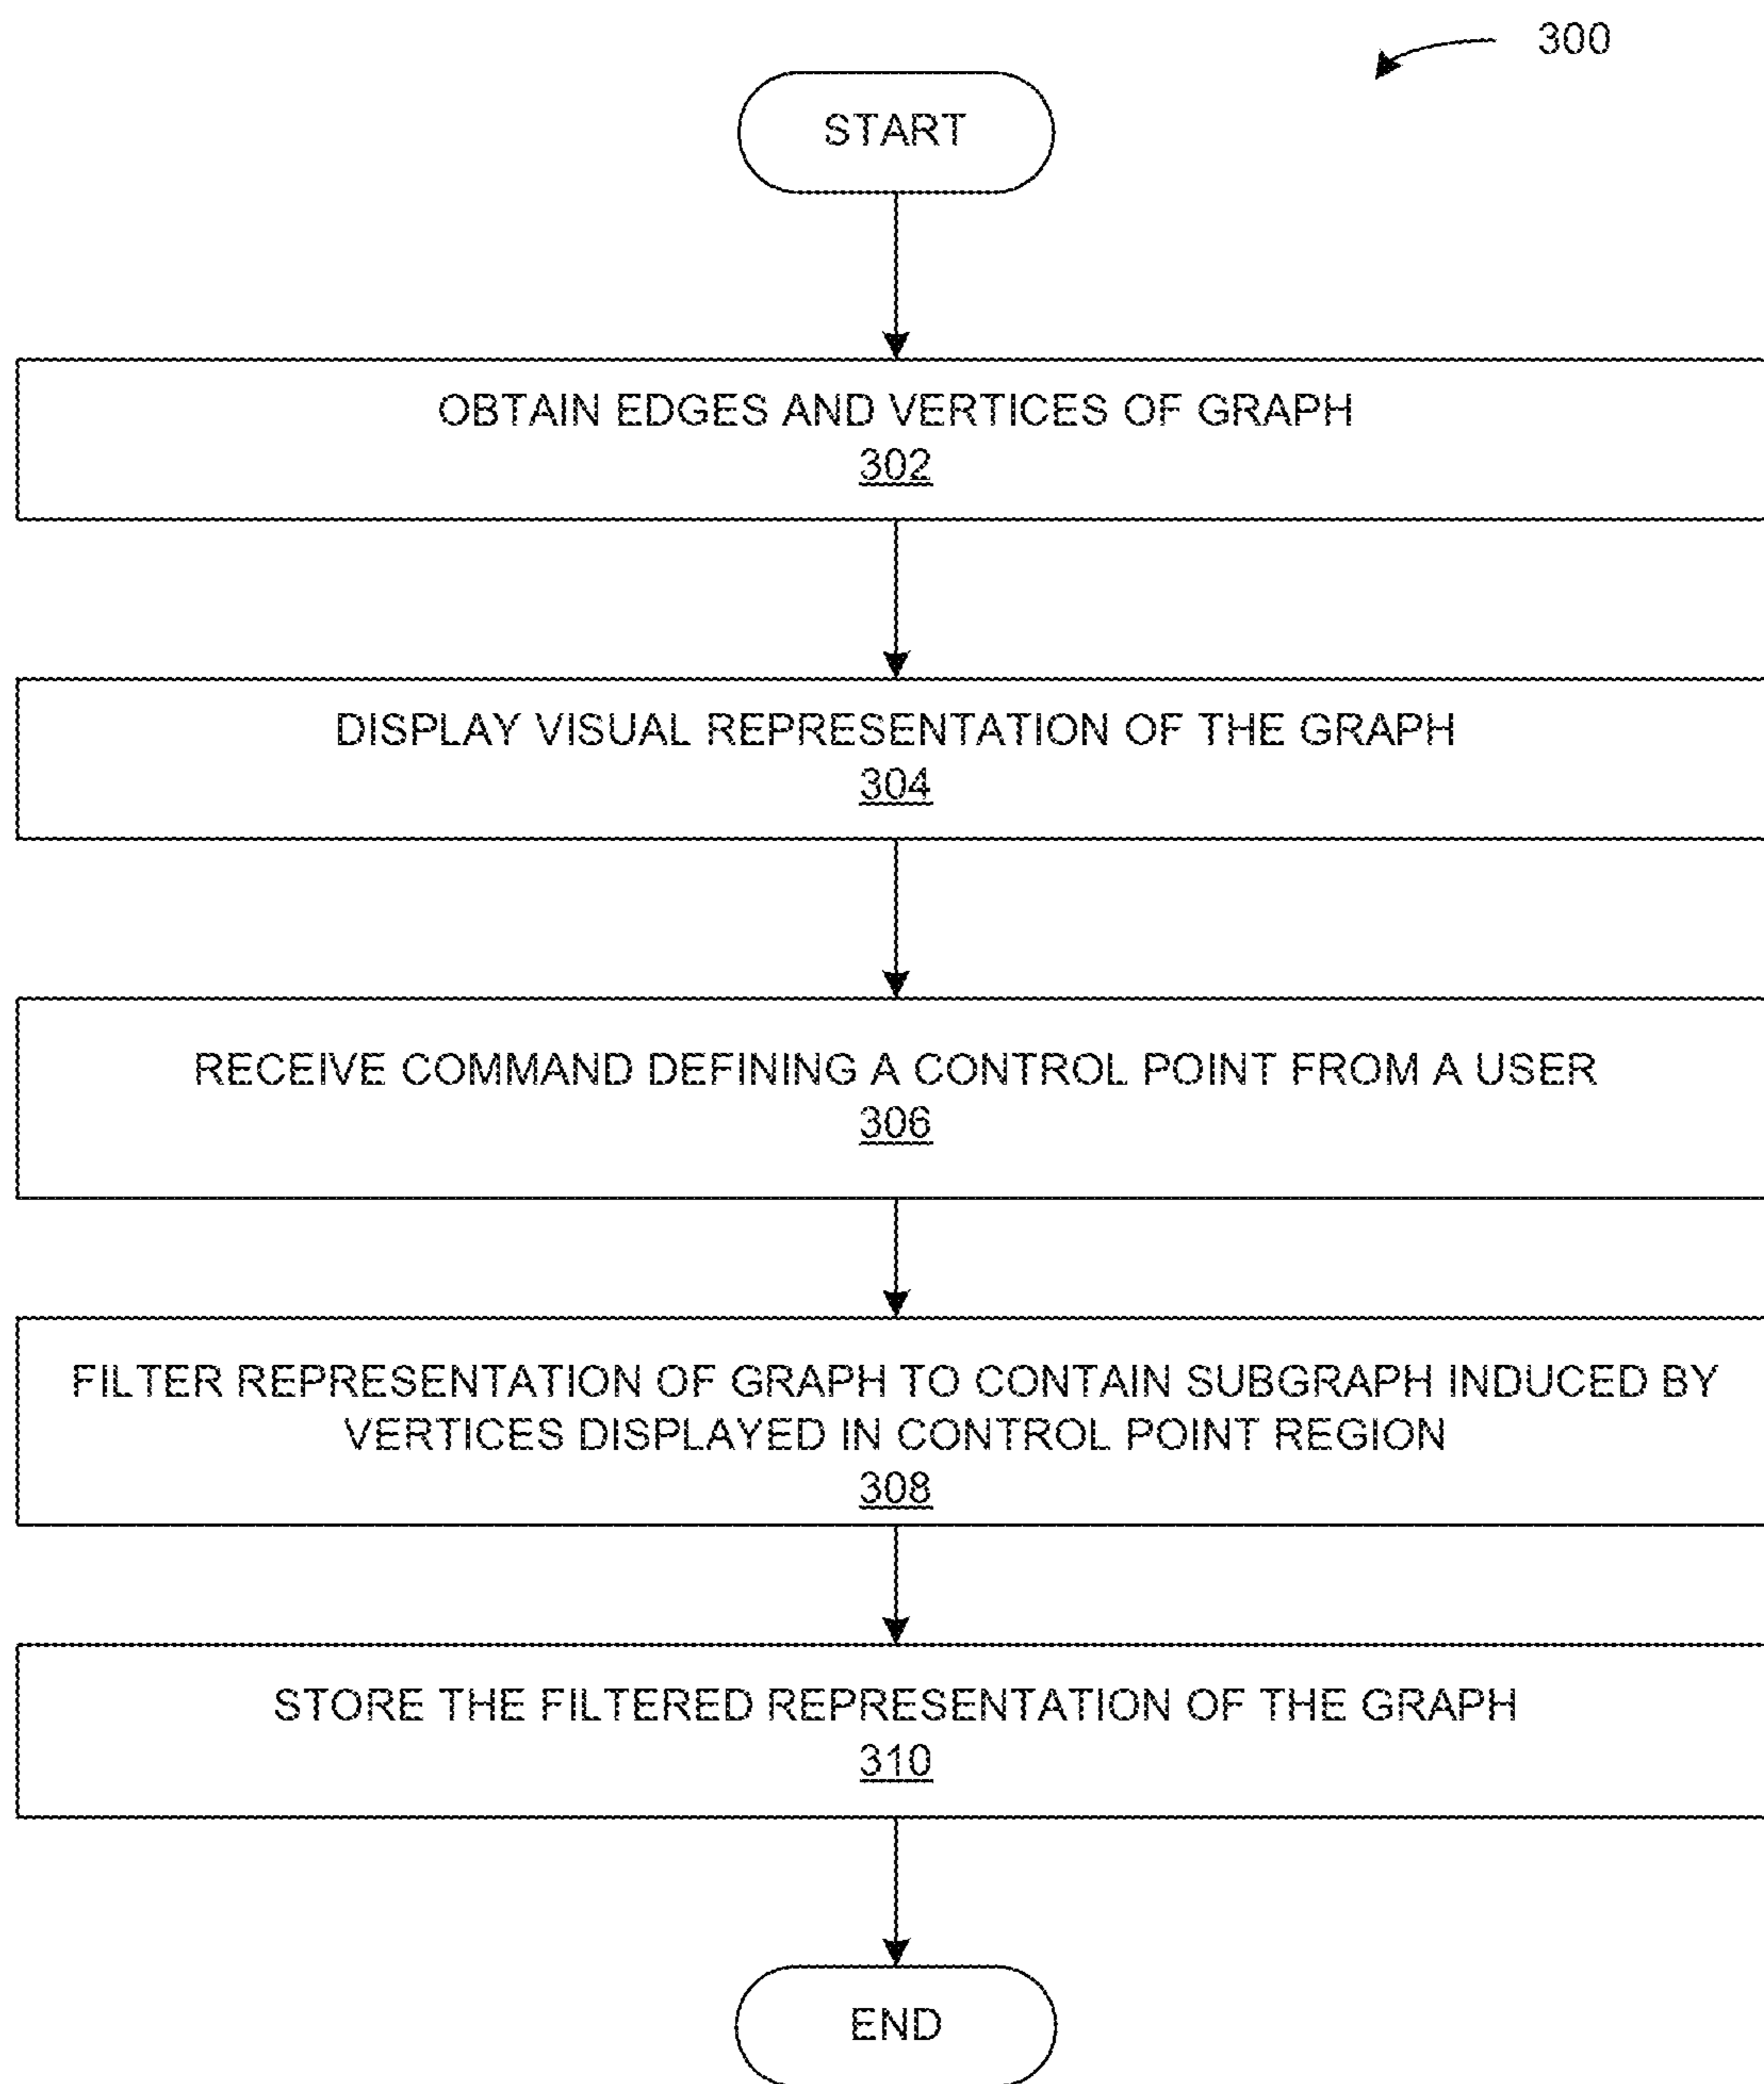 300
START
OBTAIN EDGES AND VERTICES OF GRAPH
302
DISPLAY VISUAL REPRESENTATION OF THE GRAPH
304
RECEIVE COMMAND DEFINING A CONTROL POINT FROM A USER
306
FILTER REPRESENTATION OF GRAPH TO CONTAIN SUBGRAPH INDUCED BY
VERTICES DISPLAYED IN CONTROL POINT REGION
308
STORE THE FILTERED REPRESENTATION OF THE GRAPH
310
END